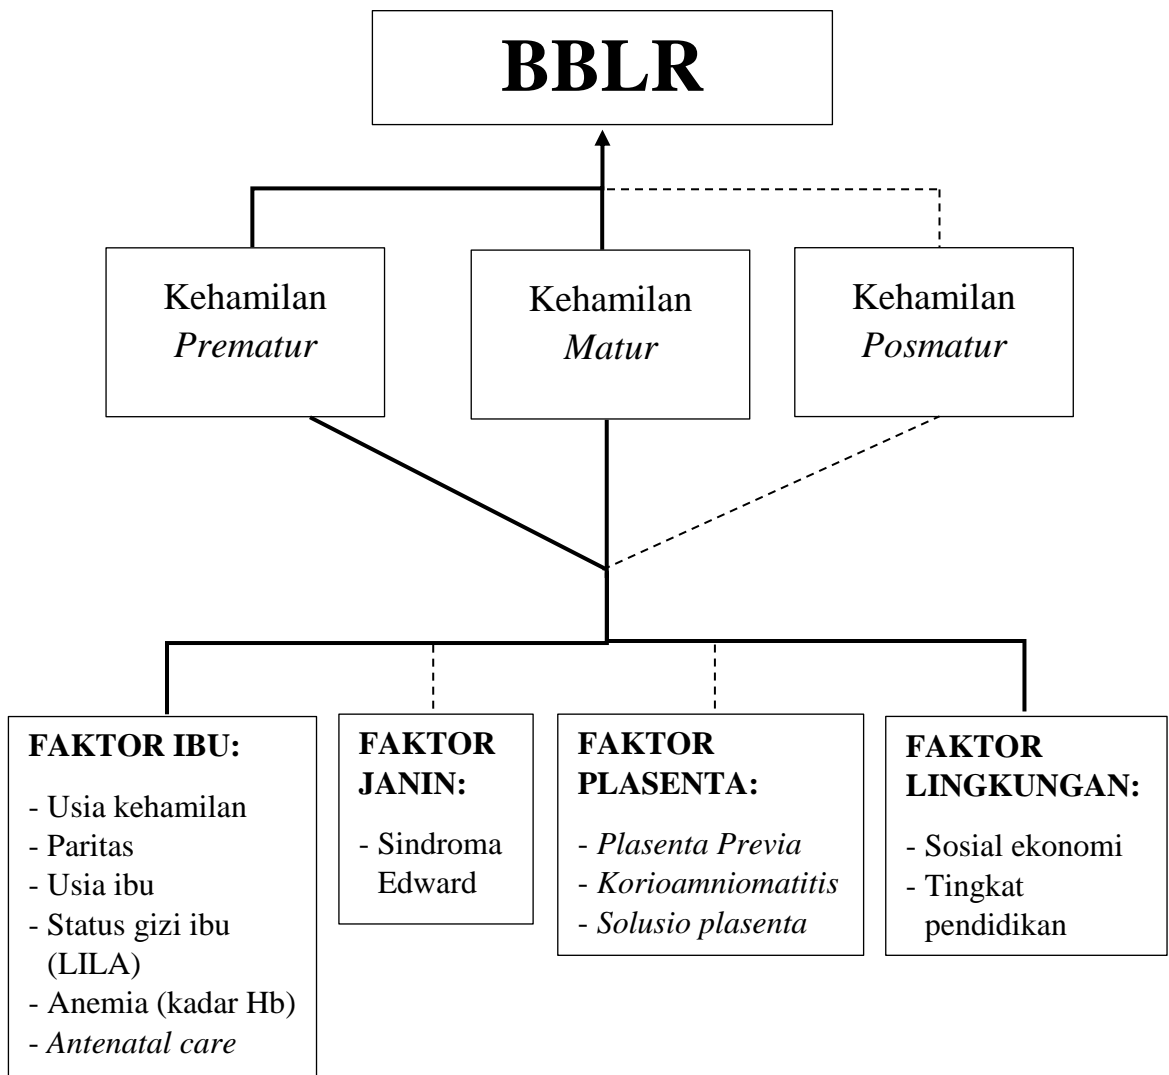 BBLR
Kehamilan
Prematur
Kehamilan
Matur
Kehamilan
Posmatur
FAKTOR IBU:
- Usia kehamilan
- Paritas
- Usia ibu
- Status gizi ibu
(LILA)
- Anemia (kadar Hb)
- Antenatal care
FAKTOR
JANIN:
- Sindroma
Edward
FAKTOR
PLASENTA:
- Plasenta Previa
- Korioamniomatitis
- Solusio plasenta
FAKTOR
LINGKUNGAN:
- Sosial ekonomi
- Tingkat
pendidikan